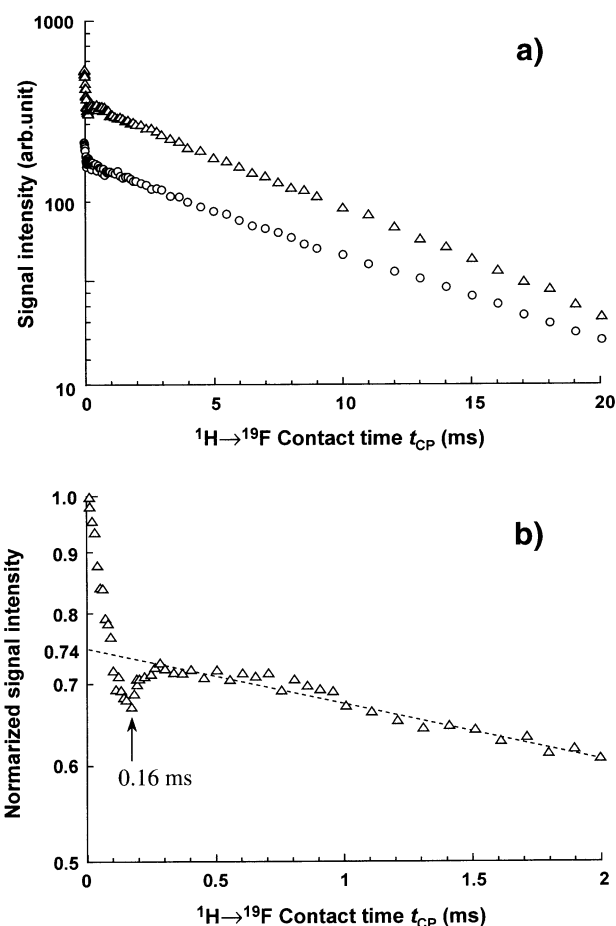 a)
1000
100
10
Signal intensity (arb.unit)
0 5 10 15 20
¹H→¹⁹F Contact time t_CP (ms)
b)
1.0
0.9
0.8
0.74
0.7
0.6
0.5
Normarized signal intensity
0.16 ms
0 0.5 1 1.5 2
¹H→¹⁹F Contact time t_CP (ms)